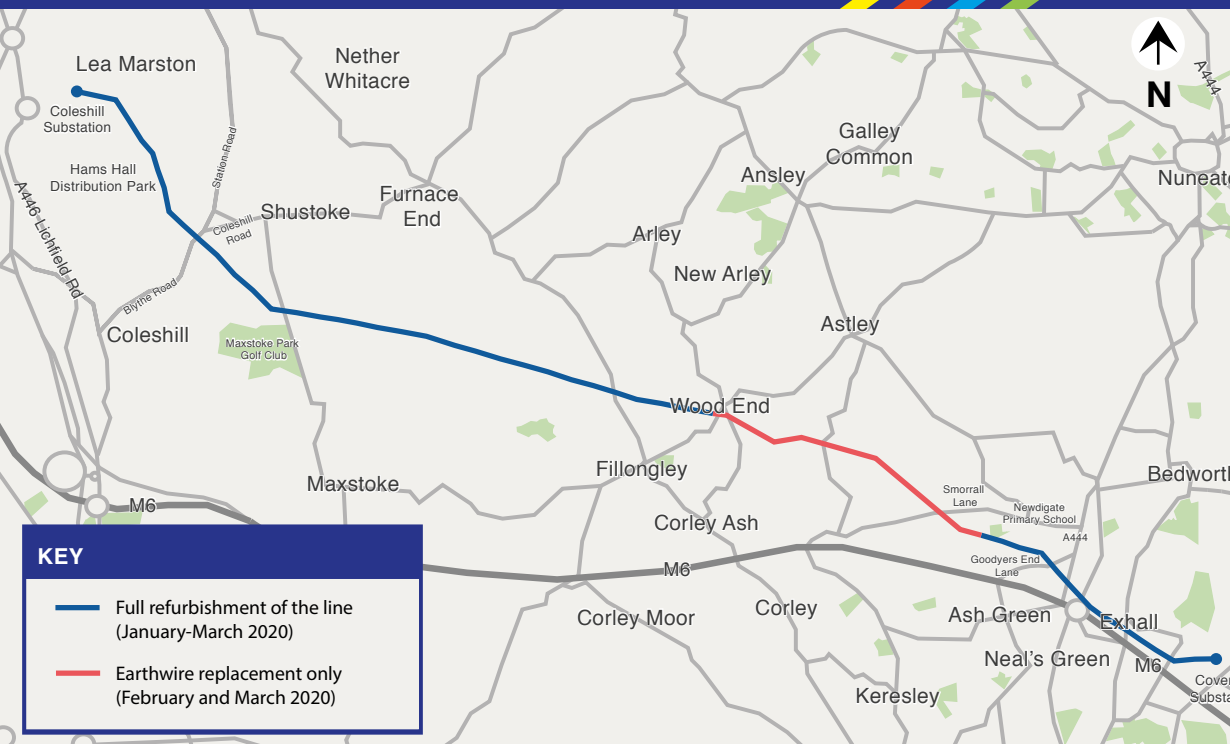 Lea Marston
Nether
Whitacre
A444
N
Coleshill
Substation
Galley
Common
Station Road
Hams Hall
Distribution Park
Ansley
A446 Lichfield Rd
Furnace
End
Shustoke
Coleshill
Road
Arley
New Arley
Blythe Road
Coleshill
Maxstoke Park
Golf Club
Astley
Wood End
Fillongley
Maxstoke
Smorrall
Lane
Newdigate
Primary School
M6
Corley Ash
A444
Goodyers End
Lane
M6
Corley Moor
Corley
Ash Green
Exhall
Neal's Green
M6
Keresley
KEY
Full refurbishment of the line
(January-March 2020)
Earthwire replacement only
(February and March 2020)